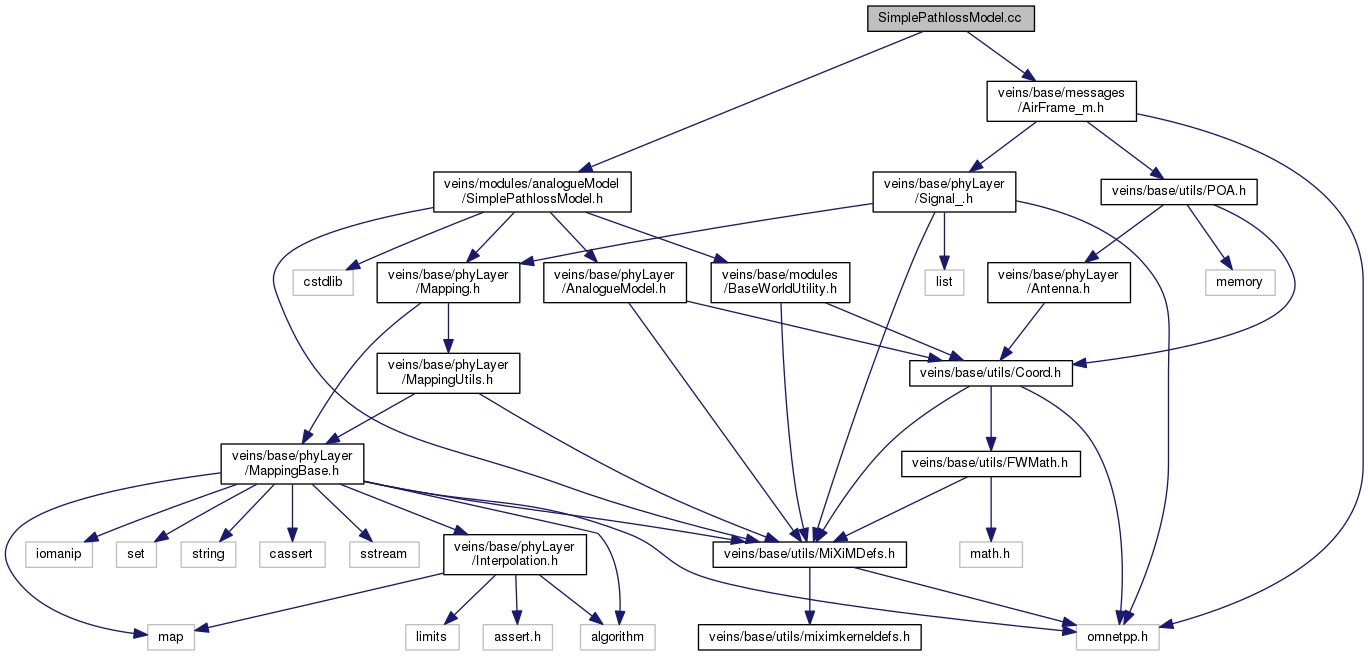 SimplePathlossModel.cc
veins/base/messages
/AirFrame_m.h
veins/modules/analogueModel
/SimplePathlossModel.h
veins/base/phyLayer
/Signal_.h
veins/base/utils/POA.h
cstdlib
veins/base/phyLayer
/Mapping.h
veins/base/phyLayer
/AnalogueModel.h
veins/base/modules
/BaseWorldUtility.h
list
veins/base/phyLayer
/Antenna.h
memory
veins/base/phyLayer
/MappingUtils.h
veins/base/utils/Coord.h
veins/base/phyLayer
/MappingBase.h
veins/base/utils/FWMath.h
iomanip
set
string
cassert
sstream
veins/base/phyLayer
/Interpolation.h
veins/base/utils/MiXiMDefs.h
math.h
map
limits
assert.h
algorithm
veins/base/utils/miximkerneldefs.h
omnetpp.h